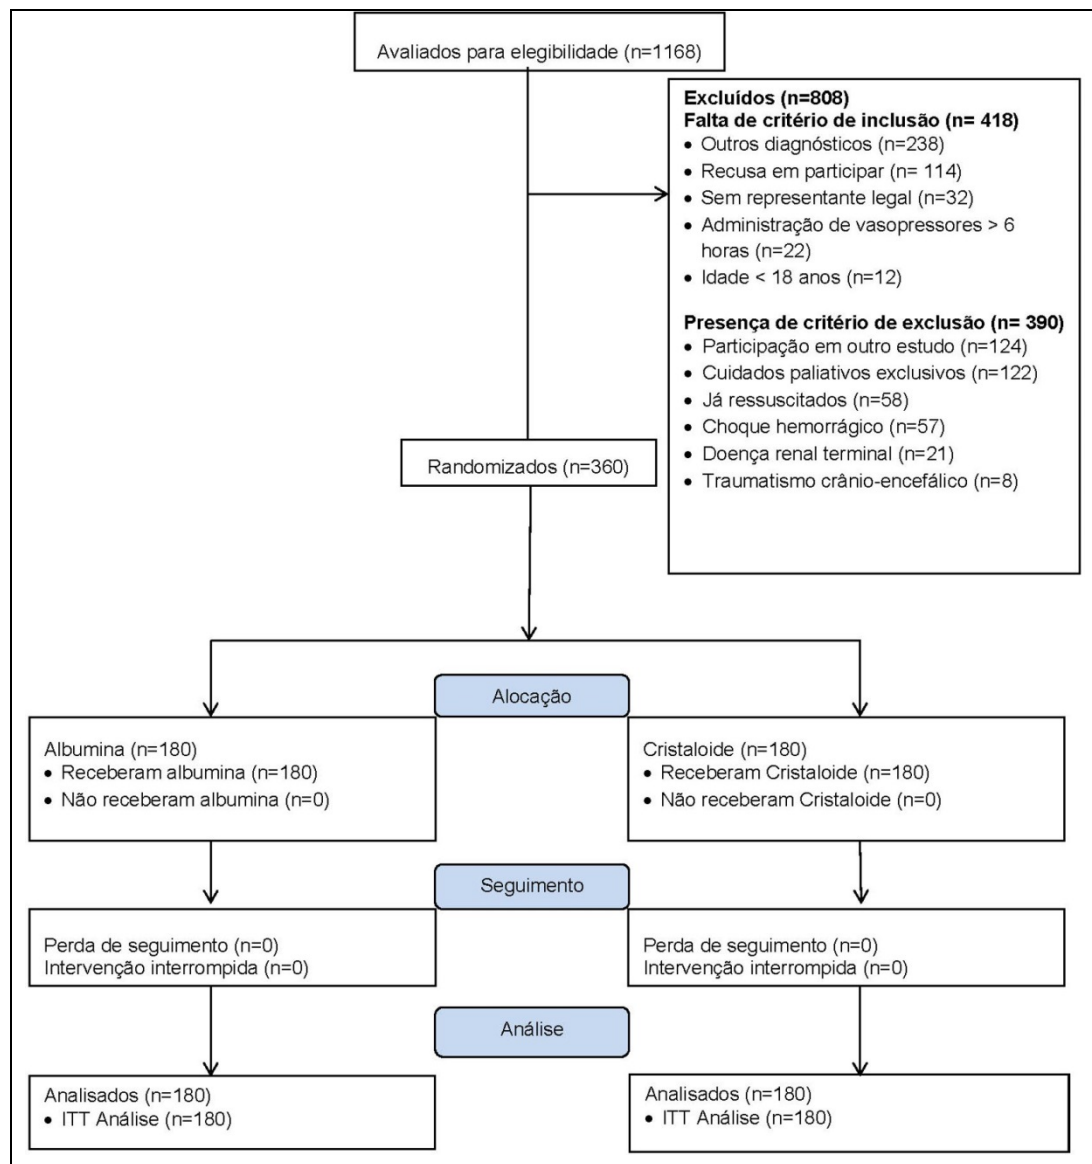 Avaliados para elegibilidade (n=1168)
Excluídos (n=808)
Falta de critério de inclusão (n= 418)
• Outros diagnósticos (n=238)
• Recusa em participar (n= 114)
• Sem representante legal (n=32)
• Administração de vasopressores > 6
horas (n=22)
• Idade < 18 anos (n=12)
Presença de critério de exclusão (n= 390)
• Participação em outro estudo (n=124)
• Cuidados paliativos exclusivos (n=122)
• Já ressuscitados (n=58)
• Choque hemorrágico (n=57)
• Doença renal terminal (n=21)
• Traumatismo crânio-encefálico (n=8)
Randomizados (n=360)
Alocação
Albumina (n=180)
• Receberam albumina (n=180)
• Não receberam albumina (n=0)
Cristaloide (n=180)
• Receberam Cristaloide (n=180)
• Não receberam Cristaloide (n=0)
Seguimento
Perda de seguimento (n=0)
Intervenção interrompida (n=0)
Perda de seguimento (n=0)
Intervenção interrompida (n=0)
Análise
Analisados (n=180)
• ITT Análise (n=180)
Analisados (n=180)
• ITT Análise (n=180)